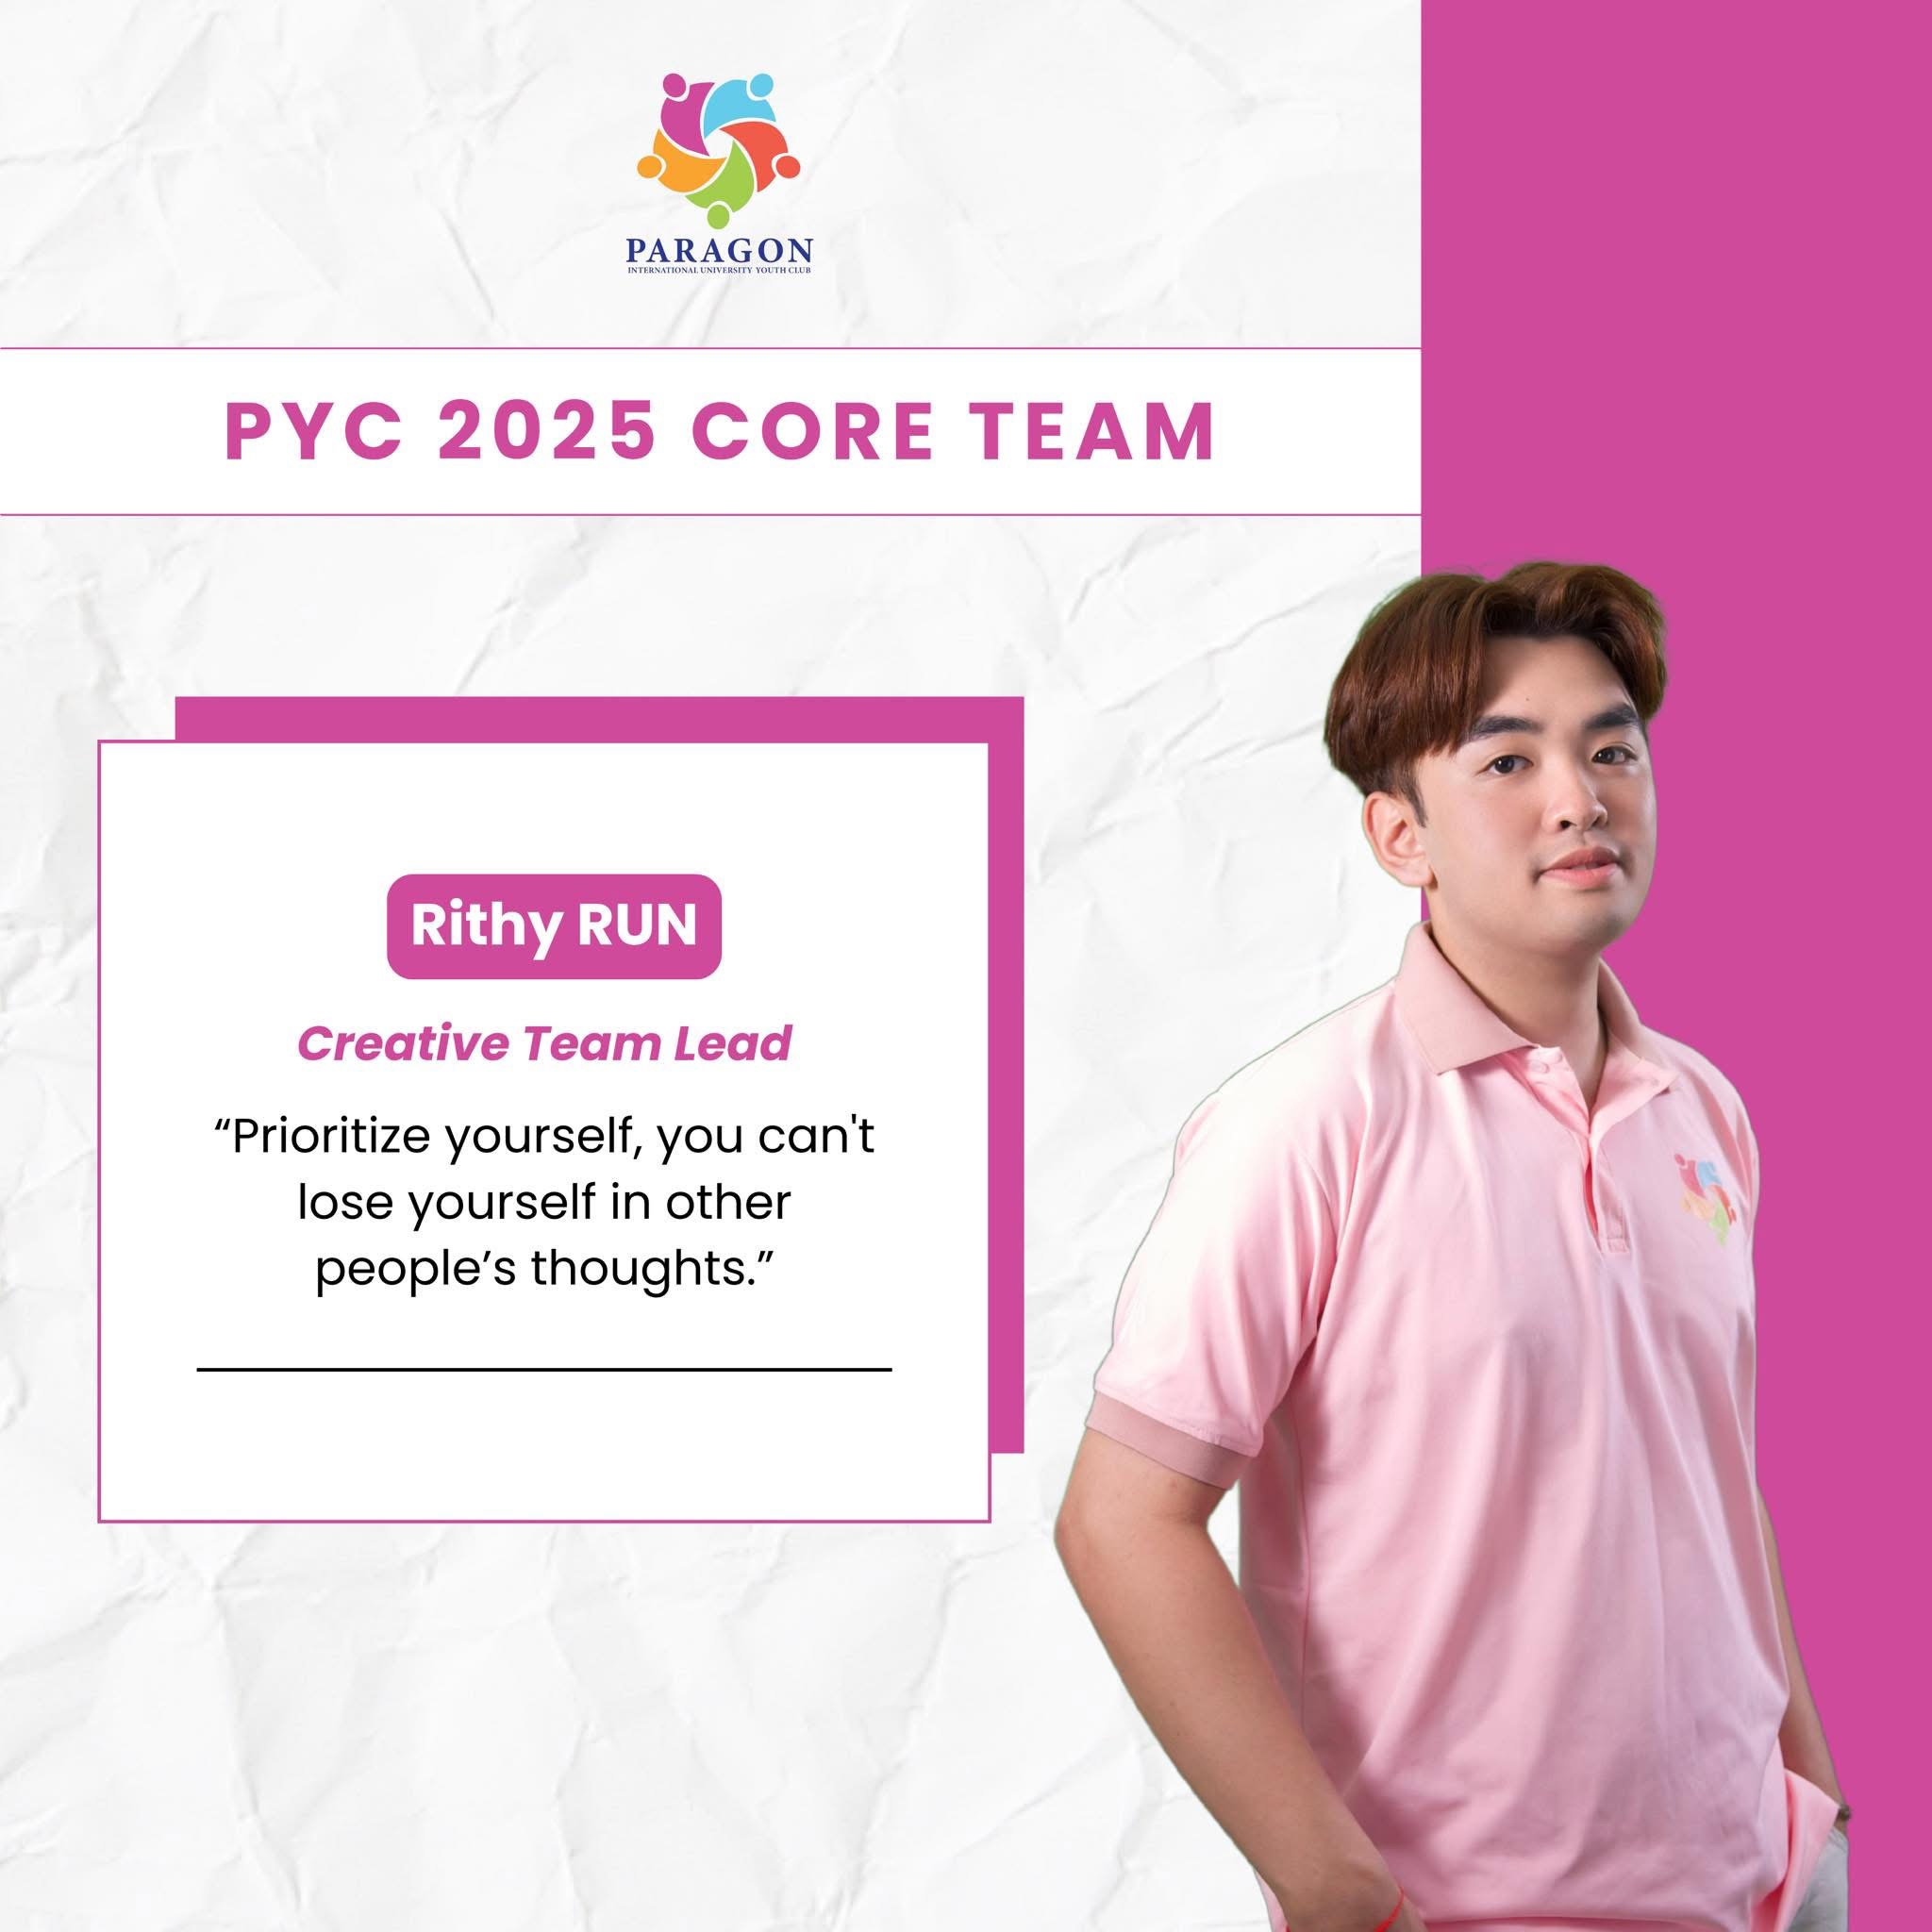 PARAGON
INTERNATIONAL UNIVERSITY YOUTH CLUB
PYC 2025 CORE TEAM
Rithy RUN
Creative Team Lead
“Prioritize yourself, you can't
lose yourself in other
people’s thoughts.”